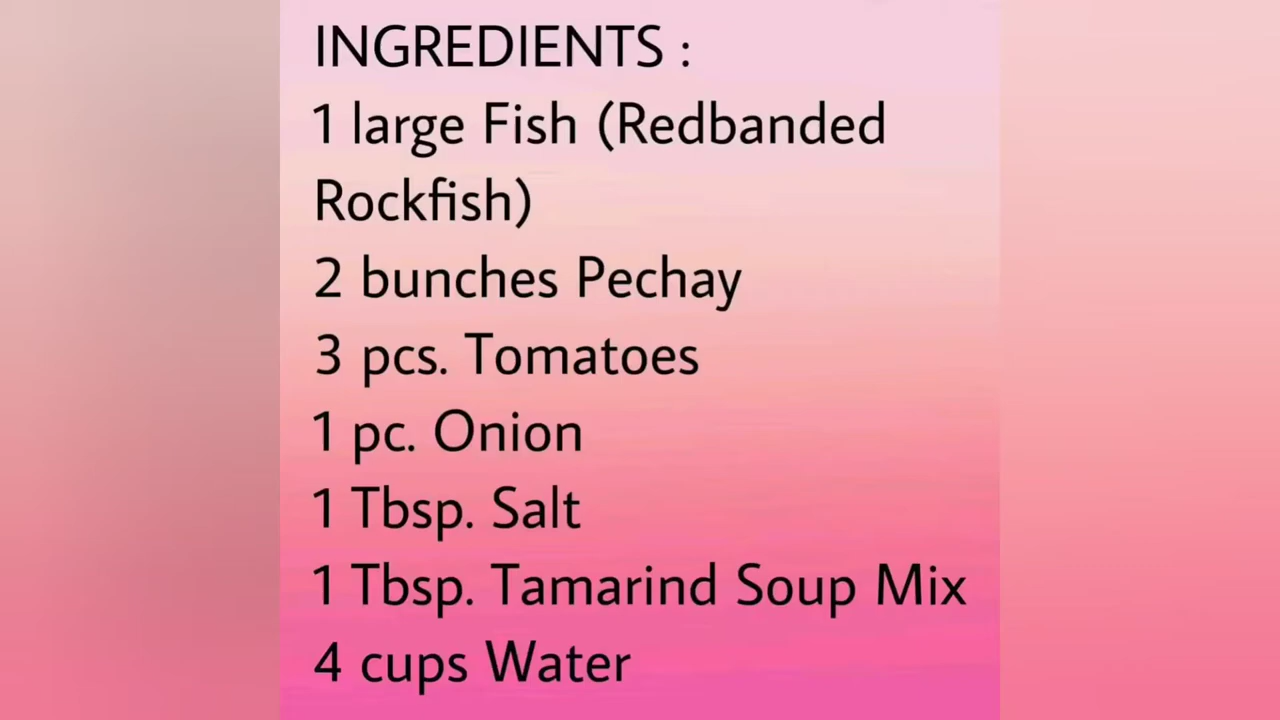 INGREDIENTS :
1 large Fish (Redbanded
Rockfish)
2 bunches Pechay
3 pcs. Tomatoes
1 pc. Onion
1 Tbsp. Salt
1 Tbsp. Tamarind Soup Mix
4 cups Water